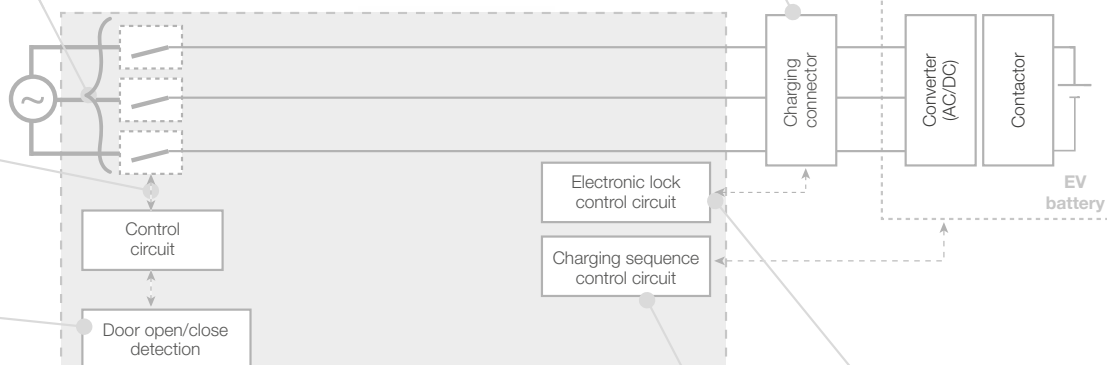 Charging
connector
Converter
(AC/DC)
Contactor
EV
battery
Electronic lock
control circuit
Control
circuit
Charging sequence
control circuit
Door open/close
detection